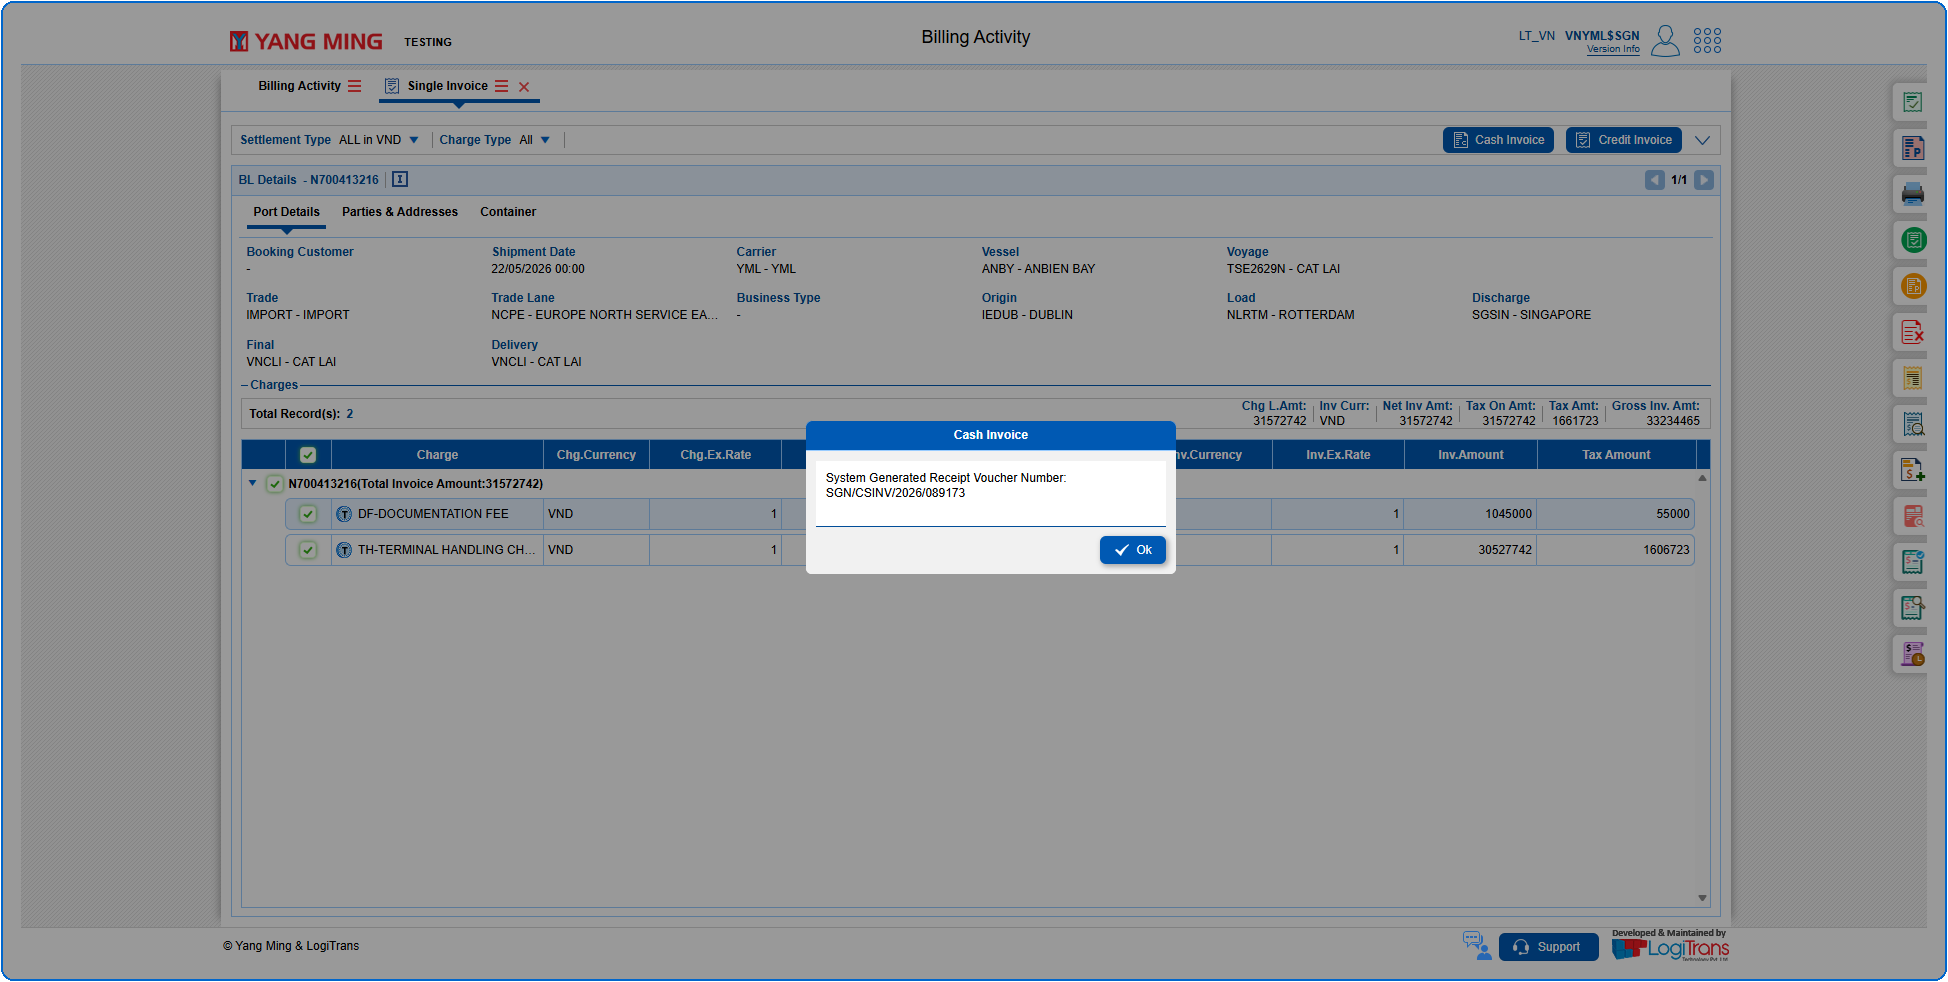 YANG MING TESTING
Billing Activity
LT_VN VNYML$SGN
Version Info
Billing Activity
Single Invoice
Settlement Type ALL in VND
Charge Type All
Cash Invoice
Credit Invoice
BL Details - N700413216
1/1
Port Details
Parties & Addresses
Container
Booking Customer
-
Shipment Date
22/05/2026 00:00
Carrier
YML - YML
Vessel
ANBY - ANBIEN BAY
Voyage
TSE2629N - CAT LAI
Trade
IMPORT - IMPORT
Trade Lane
NCPE - EUROPE NORTH SERVICE EA...
Business Type
-
Origin
IEDUB - DUBLIN
Load
NLRTM - ROTTERDAM
Discharge
SGSIN - SINGAPORE
Final
VNCLI - CAT LAI
Delivery
VNCLI - CAT LAI
Charges
Total Record(s): 2
Chg L.Amt: 31572742
Inv Curr: VND
Net Inv Amt: 31572742
Tax On Amt: 31572742
Tax Amt: 1661723
Gross Inv. Amt: 33234465
Charge Chg.Currency Chg.Ex.Rate nv.Currency Inv.Ex.Rate Inv.Amount Tax Amount
N700413216(Total Invoice Amount:31572742)
DF-DOCUMENTATION FEE VND 1 1 1045000 55000
TH-TERMINAL HANDLING CH... VND 1 1 30527742 1606723
Cash Invoice
System Generated Receipt Voucher Number:
SGN/CSINV/2026/089173
Ok
© Yang Ming & LogiTrans
Support
Developed & Maintained by
LogiTrans